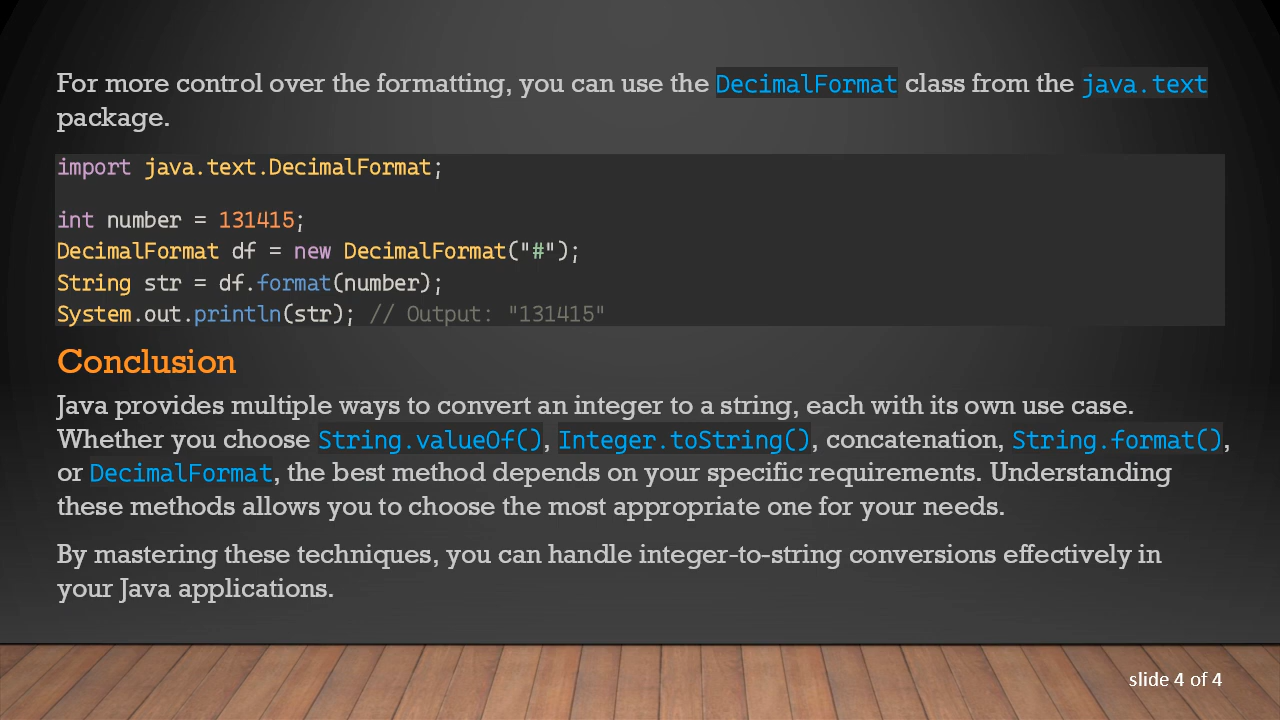 For more control over the formatting, you can use the DecimalFormat class from the java.text
package.
import java.text.DecimalFormat;
int number = 131415;
DecimalFormat df = new DecimalFormat("#");
String str = df.format(number);
System.out.println(str); // Output: "131415"
Conclusion
Java provides multiple ways to convert an integer to a string, each with its own use case.
Whether you choose String.valueOf(), Integer.toString(), concatenation, String.format(),
or DecimalFormat, the best method depends on your specific requirements. Understanding
these methods allows you to choose the most appropriate one for your needs.
By mastering these techniques, you can handle integer-to-string conversions effectively in
your Java applications.
slide 4 of 4